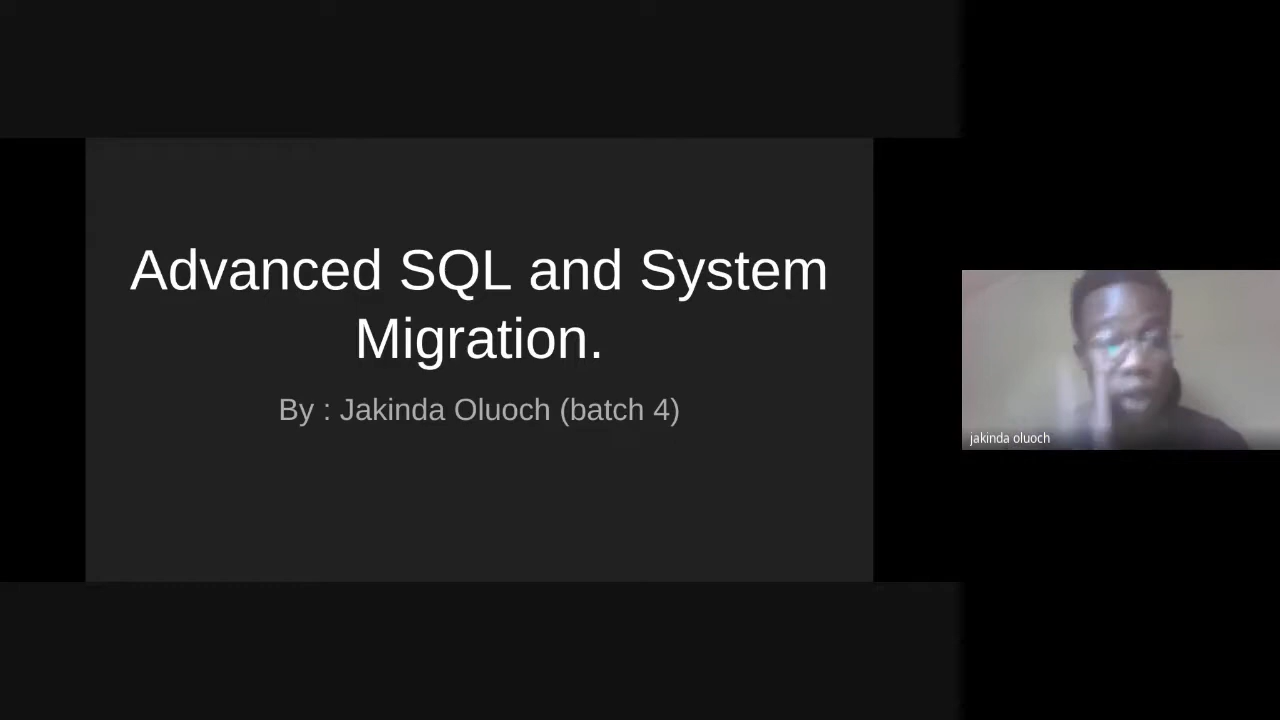 Advanced SQL and System
Migration.
By : Jakinda Oluoch (batch 4)
jakinda oluoch